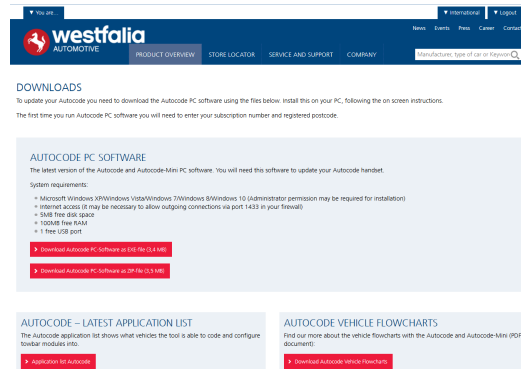 ▼ You are...
▼ International
▼ Logout
News Events Press Career Contact
westfalia
AUTOMOTIVE
PRODUCT OVERVIEW STORE LOCATOR SERVICE AND SUPPORT COMPANY
Manufacturer, type of car or Keyword
DOWNLOADS
To update your Autocode you need to download the Autocode PC software using the files below. Install this on your PC, following the on screen instructions.
The first time you run Autocode PC software you will need to enter your subscription number and registered postcode.
AUTOCODE PC SOFTWARE
The latest version of the Autocode and Autocode-Mini PC software. You will need this software to update your Autocode handset.
System requirements:
Microsoft Windows XP/Windows Vista/Windows 7/Windows 8/Windows 10 (Administrator permission may be required for installation)
Internet access (it may be necessary to allow outgoing connections via port 1433 in your firewall)
5MB free disk space
100MB free RAM
1 free USB port
Download Autocode PC-Software as EXE-file (3,4 MB)
Download Autocode PC-Software as ZIP-file (3,5 MB)
AUTOCODE – LATEST APPLICATION LIST
The Autocode application list shows what vehicles the tool is able to code and configure
towbar modules into.
Application list Autocode
AUTOCODE VEHICLE FLOWCHARTS
Find our more about the vehicle flowcharts with the Autocode and Autocode-Mini (PDF
document):
Download Autocode Vehicle Flowcharts